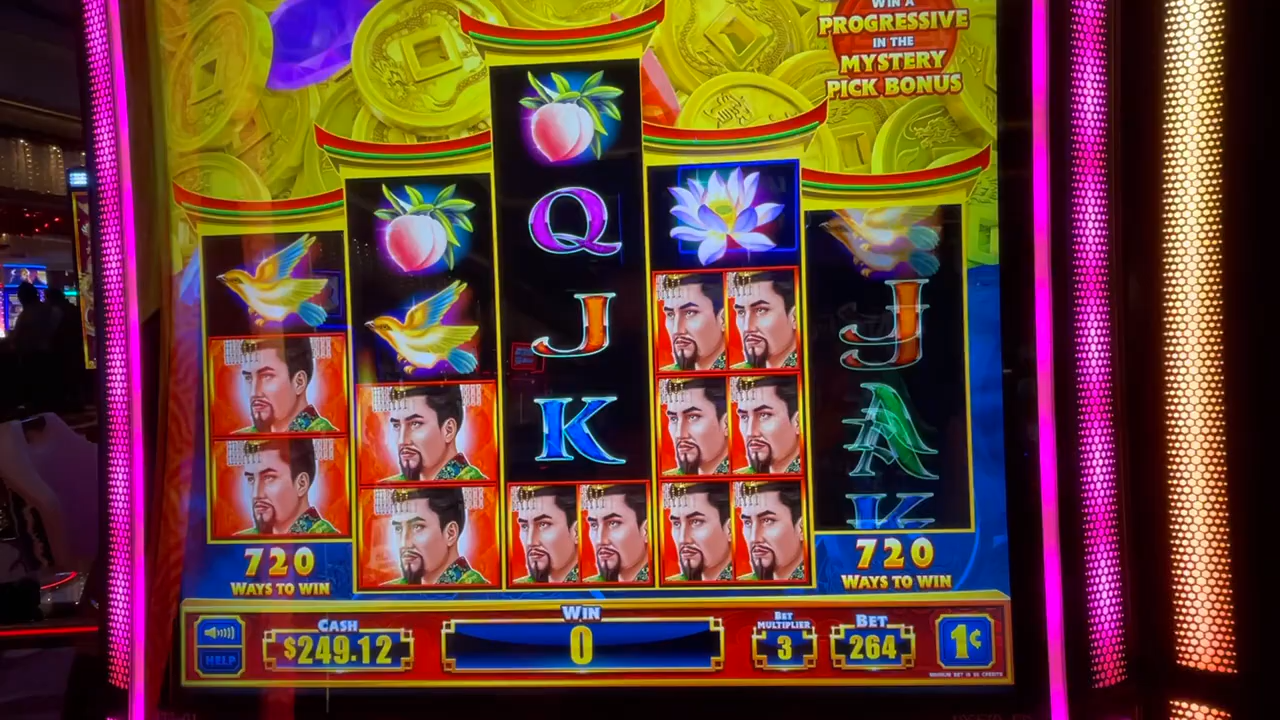 WIN A
PROGRESSIVE
IN THE
MYSTERY
PICK BONUS
Q
J
J
K
A
K
720
WAYS TO WIN
720
WAYS TO WIN
HELP
CASH
$249.12
WIN
0
BET
MULTIPLIER
3
BET
264
1¢